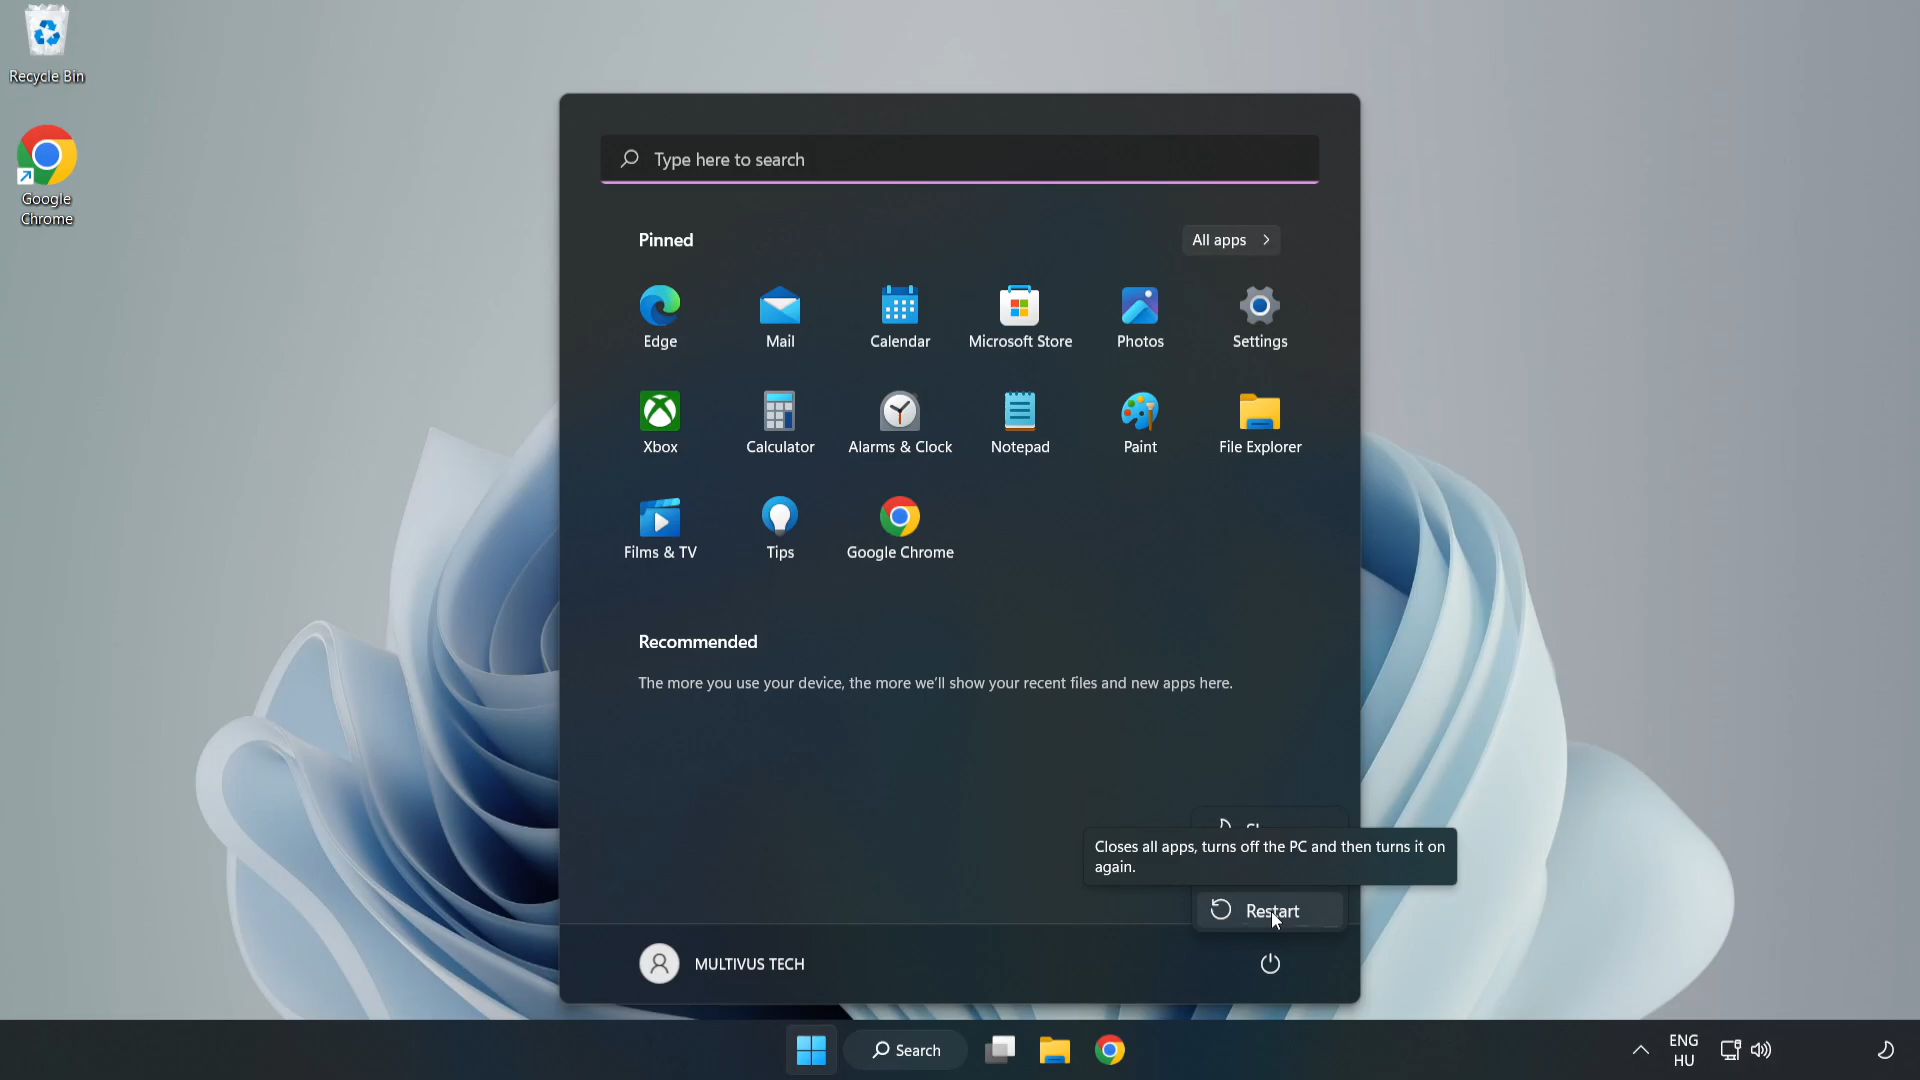 Recycle Bin
Google
Chrome
Type here to search
Pinned
All apps
Edge
Mail
Calendar
Microsoft Store
Photos
Settings
Xbox
Calculator
Alarms & Clock
Notepad
Paint
File Explorer
Films & TV
Tips
Google Chrome
Recommended
The more you use your device, the more we'll show your recent files and new apps here.
Closes all apps, turns off the PC and then turns it on
again.
Restart
MULTIVUS TECH
Search
ENG
HU